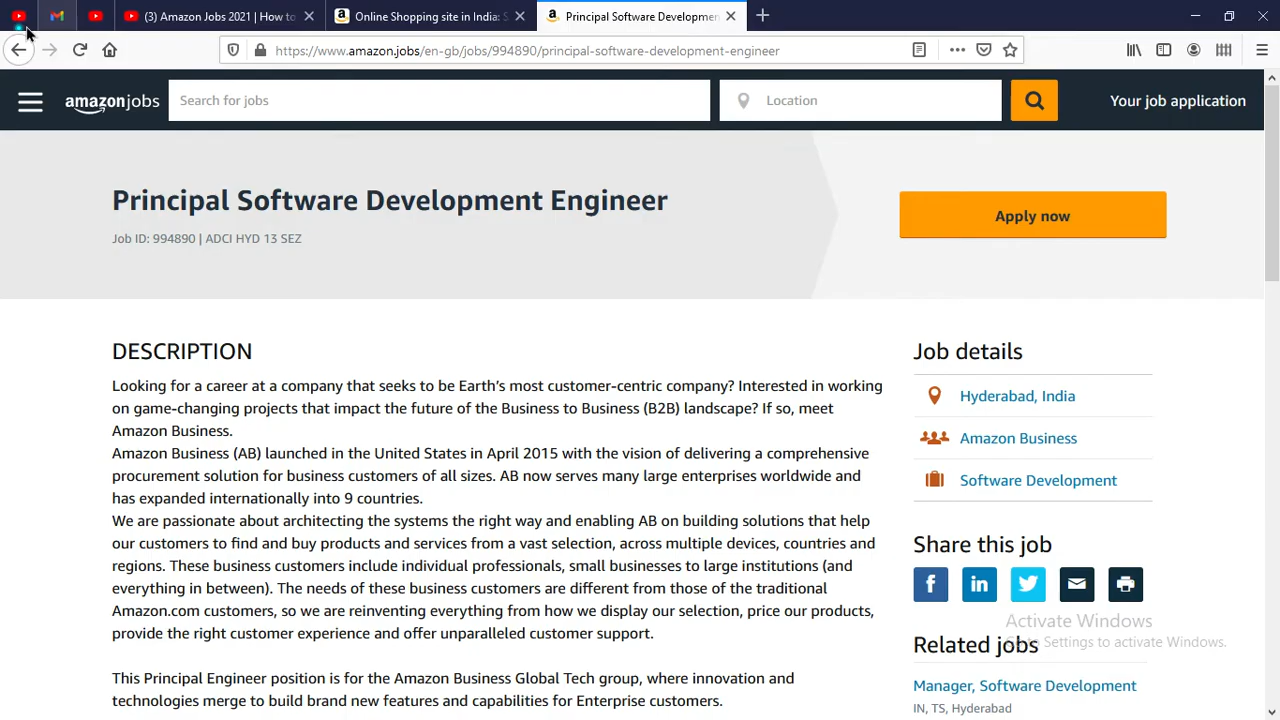 (3) Amazon Jobs 2021 | How to
Online Shopping site in India: S
Principal Software Developmen
https://www.amazon.jobs/en-gb/jobs/994890/principal-software-development-engineer
amazonjobs
Search for jobs
Location
Your job application
Principal Software Development Engineer
Apply now
Job ID: 994890 | ADCI HYD 13 SEZ
DESCRIPTION
Looking for a career at a company that seeks to be Earth's most customer-centric company? Interested in working
on game-changing projects that impact the future of the Business to Business (B2B) landscape? If so, meet
Amazon Business.
Amazon Business (AB) launched in the United States in April 2015 with the vision of delivering a comprehensive
procurement solution for business customers of all sizes. AB now serves many large enterprises worldwide and
has expanded internationally into 9 countries.
We are passionate about architecting the systems the right way and enabling AB on building solutions that help
our customers to find and buy products and services from a vast selection, across multiple devices, countries and
regions. These business customers include individual professionals, small businesses to large institutions (and
everything in between). The needs of these business customers are different from those of the traditional
Amazon.com customers, so we are reinventing everything from how we display our selection, price our products,
provide the right customer experience and offer unparalleled customer support.
This Principal Engineer position is for the Amazon Business Global Tech group, where innovation and
technologies merge to build brand new features and capabilities for Enterprise customers.
Job details
Hyderabad, India
Amazon Business
Software Development
Share this job
Activate Windows
Go to Settings to activate Windows.
Related jobs
Manager, Software Development
IN, TS, Hyderabad